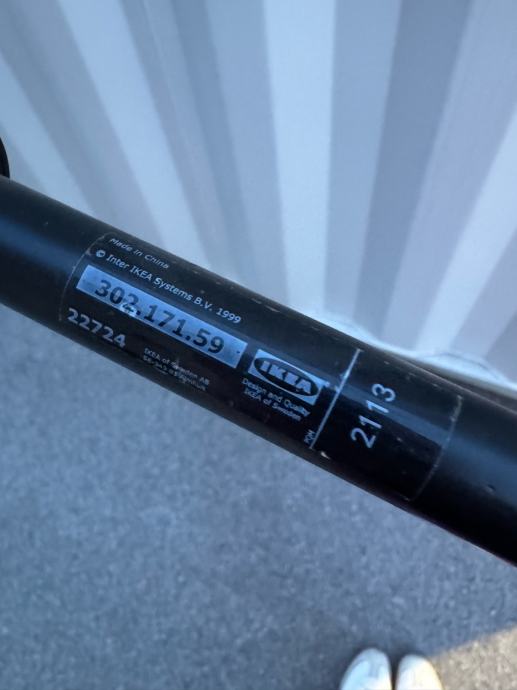 Made in China
© Inter IKEA Systems B.V. 1999
302.171.59
22724
IKEA of Sweden AB
IKEA
Design and Quality
IKEA of Sweden
2113